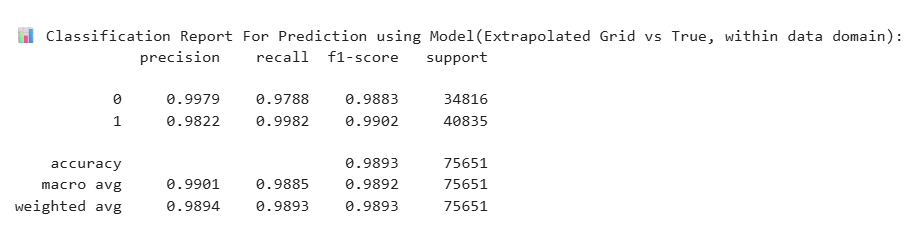 📊 Classification Report For Prediction using Model(Extrapolated Grid vs True, within data domain):
precision recall f1-score support
0 0.9979 0.9788 0.9883 34816
1 0.9822 0.9982 0.9902 40835
accuracy 0.9893 75651
macro avg 0.9901 0.9885 0.9892 75651
weighted avg 0.9894 0.9893 0.9893 75651